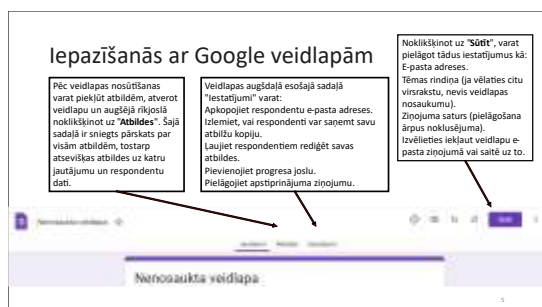 Iepazīšanās ar Google veidlapām
Pēc veidlapas nosūtīšanas
varat piekļūt atbildēm, atverot
veidlapu un augšējā rīkjoslā
noklikšķinot uz "Atbildes". Šajā
sadaļā ir sniegts pārskats par
visām atbildēm, tostarp
atsevišķas atbildes uz katru
jautājumu un respondentu
dati.
Veidlapas augšdaļā esošajā sadaļā
"Iestatījumi" varat:
Apkopojiet respondentu e-pasta adreses.
Izlemiet, vai respondenti var saņemt savu
atbilžu kopiju.
Ļaujiet respondentiem rediģēt savas
atbildes.
Pievienojiet progresa joslu.
Pielāgojiet apstiprinājuma ziņojumu.
Noklikšķinot uz "Sūtīt", varat
pielāgot tādus iestatījumus kā:
E-pasta adreses.
Tēmas rindiņa (ja vēlaties citu
virsrakstu, nevis veidlapas
nosaukumu).
Ziņojuma saturs (pielāgošana
ārpus noklusējuma).
Izvēlieties iekļaut veidlapu e-
pasta ziņojumā vai saitē uz to.
Nenosaukta veidlapa
Nenosaukta veidlapa
5